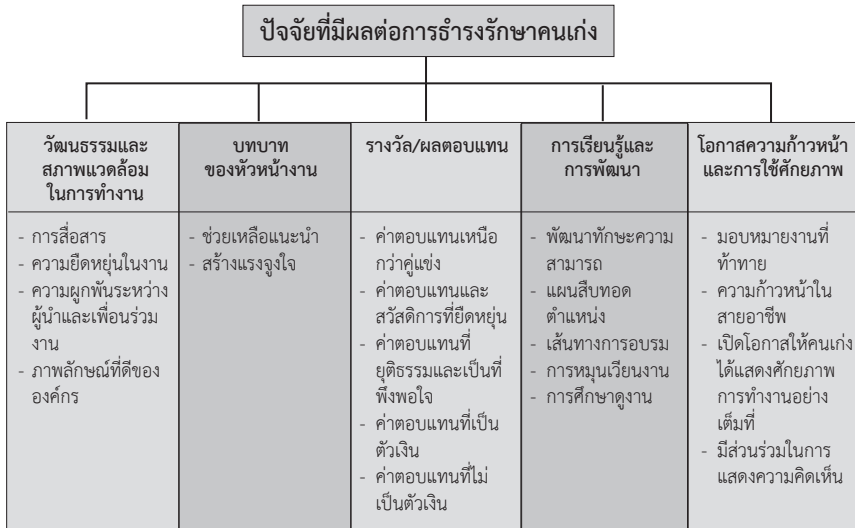 ปัจจัยที่มีผลต่อการธำรงรักษาคนเก่ง
วัฒนธรรมและ
สภาพแวดล้อม
ในการทำงาน
- การสื่อสาร
- ความยืดหยุ่นในงาน
- ความผูกพันระหว่าง
ผู้นำและเพื่อนร่วม
งาน
- ภาพลักษณ์ที่ดีของ
องค์กร
บทบาท
ของหัวหน้างาน
- ช่วยเหลือแนะนำ
- สร้างแรงจูงใจ
รางวัล/ผลตอบแทน
- ค่าตอบแทนเหนือ
กว่าคู่แข่ง
- ค่าตอบแทนและ
สวัสดิการที่ยืดหยุ่น
- ค่าตอบแทนที่
ยุติธรรมและเป็นที่
พึงพอใจ
- ค่าตอบแทนที่เป็น
ตัวเงิน
- ค่าตอบแทนที่ไม่
เป็นตัวเงิน
การเรียนรู้และ
การพัฒนา
- พัฒนาทักษะความ
สามารถ
- แผนสืบทอด
ตำแหน่ง
- เส้นทางการอบรม
- การหมุนเวียนงาน
- การศึกษาดูงาน
โอกาสความก้าวหน้า
และการใช้ศักยภาพ
- มอบหมายงานที่
ท้าทาย
- ความก้าวหน้าใน
สายอาชีพ
- เปิดโอกาสให้คนเก่ง
ได้แสดงศักยภาพ
การทำงานอย่าง
เต็มที่
- มีส่วนร่วมในการ
แสดงความคิดเห็น